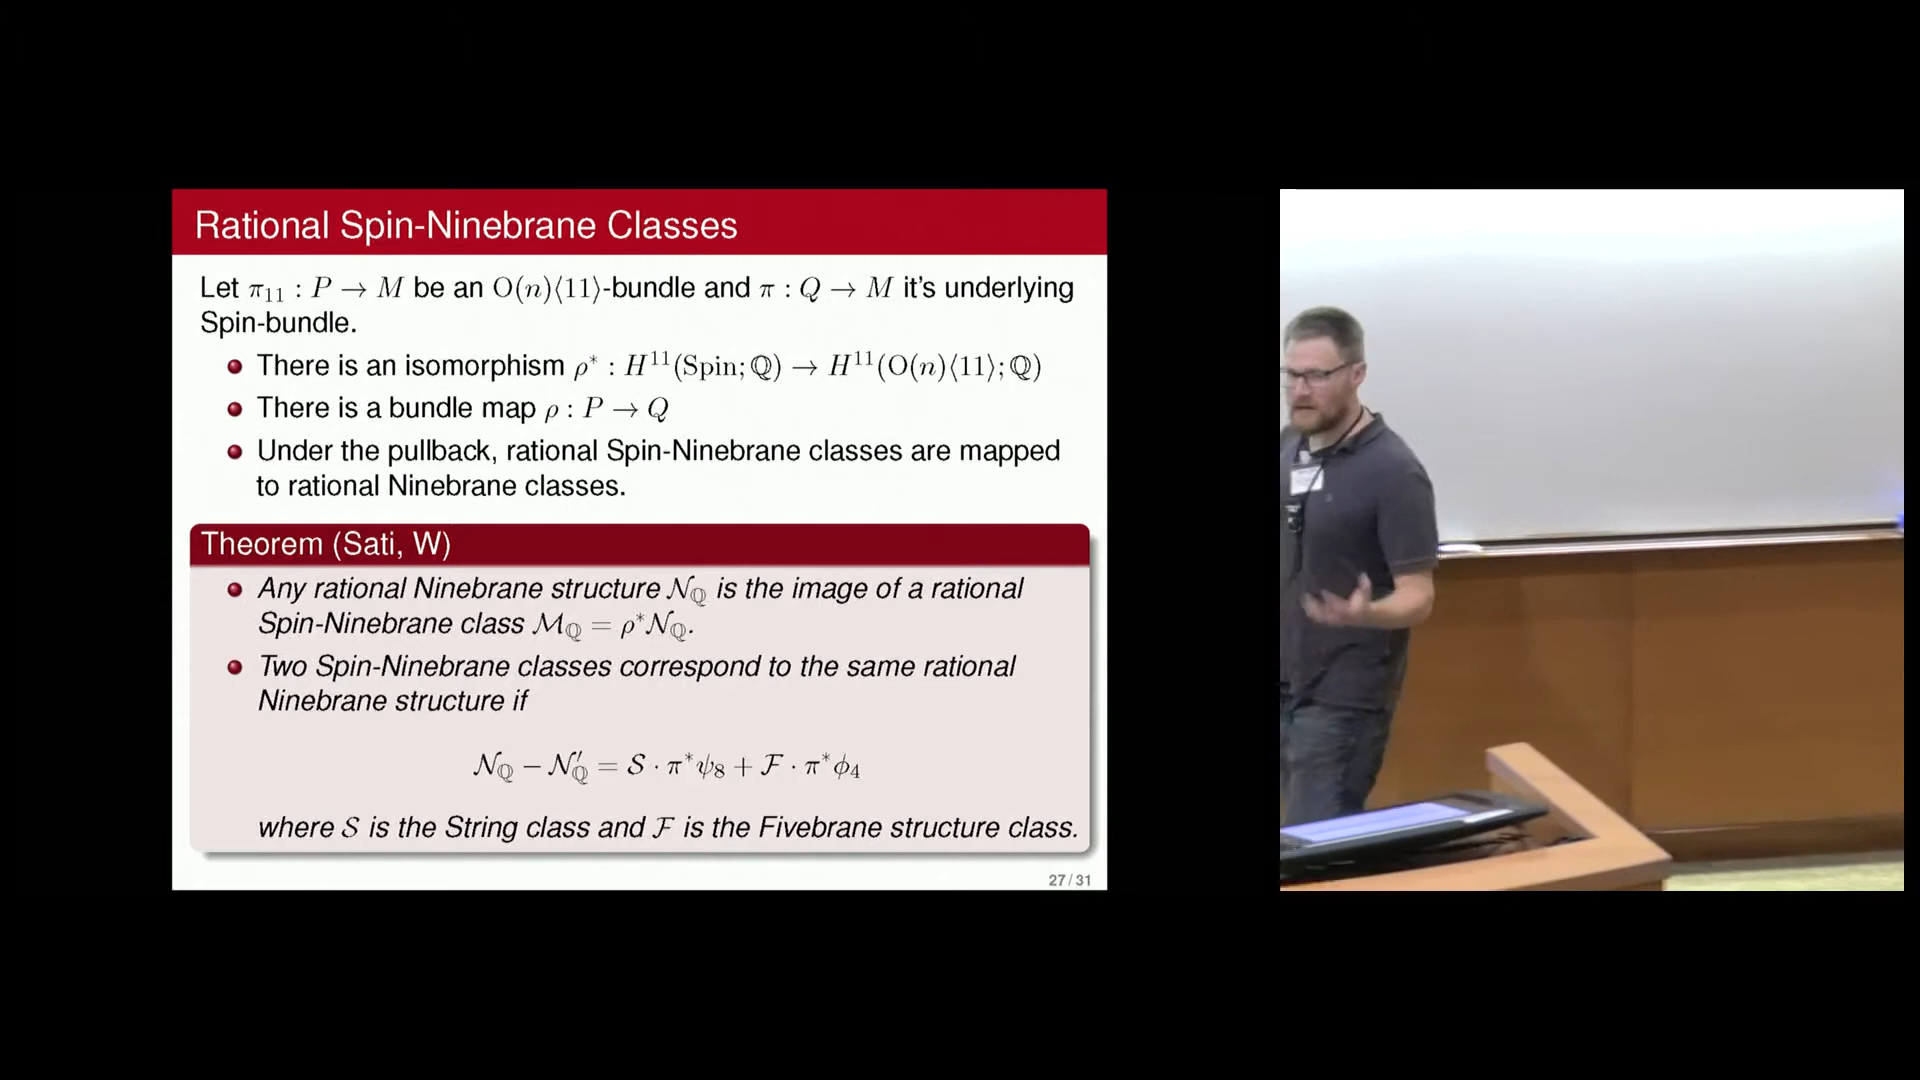 Rational Spin-Ninebrane Classes
Let π₁₁ : P → M be an O(n)⟨11⟩-bundle and π : Q → M it's underlying
Spin-bundle.
There is an isomorphism ρ* : H¹¹(Spin; ℚ) → H¹¹(O(n)⟨11⟩; ℚ)
There is a bundle map ρ : P → Q
Under the pullback, rational Spin-Ninebrane classes are mapped
to rational Ninebrane classes.
Theorem (Sati, W)
Any rational Ninebrane structure 𝒩_ℚ is the image of a rational
Spin-Ninebrane class ℳ_ℚ = ρ*𝒩_ℚ.
Two Spin-Ninebrane classes correspond to the same rational
Ninebrane structure if
𝒩_ℚ − 𝒩′_ℚ = 𝒮 · π*ψ₈ + ℱ · π*ϕ₄
where 𝒮 is the String class and ℱ is the Fivebrane structure class.
27 / 31